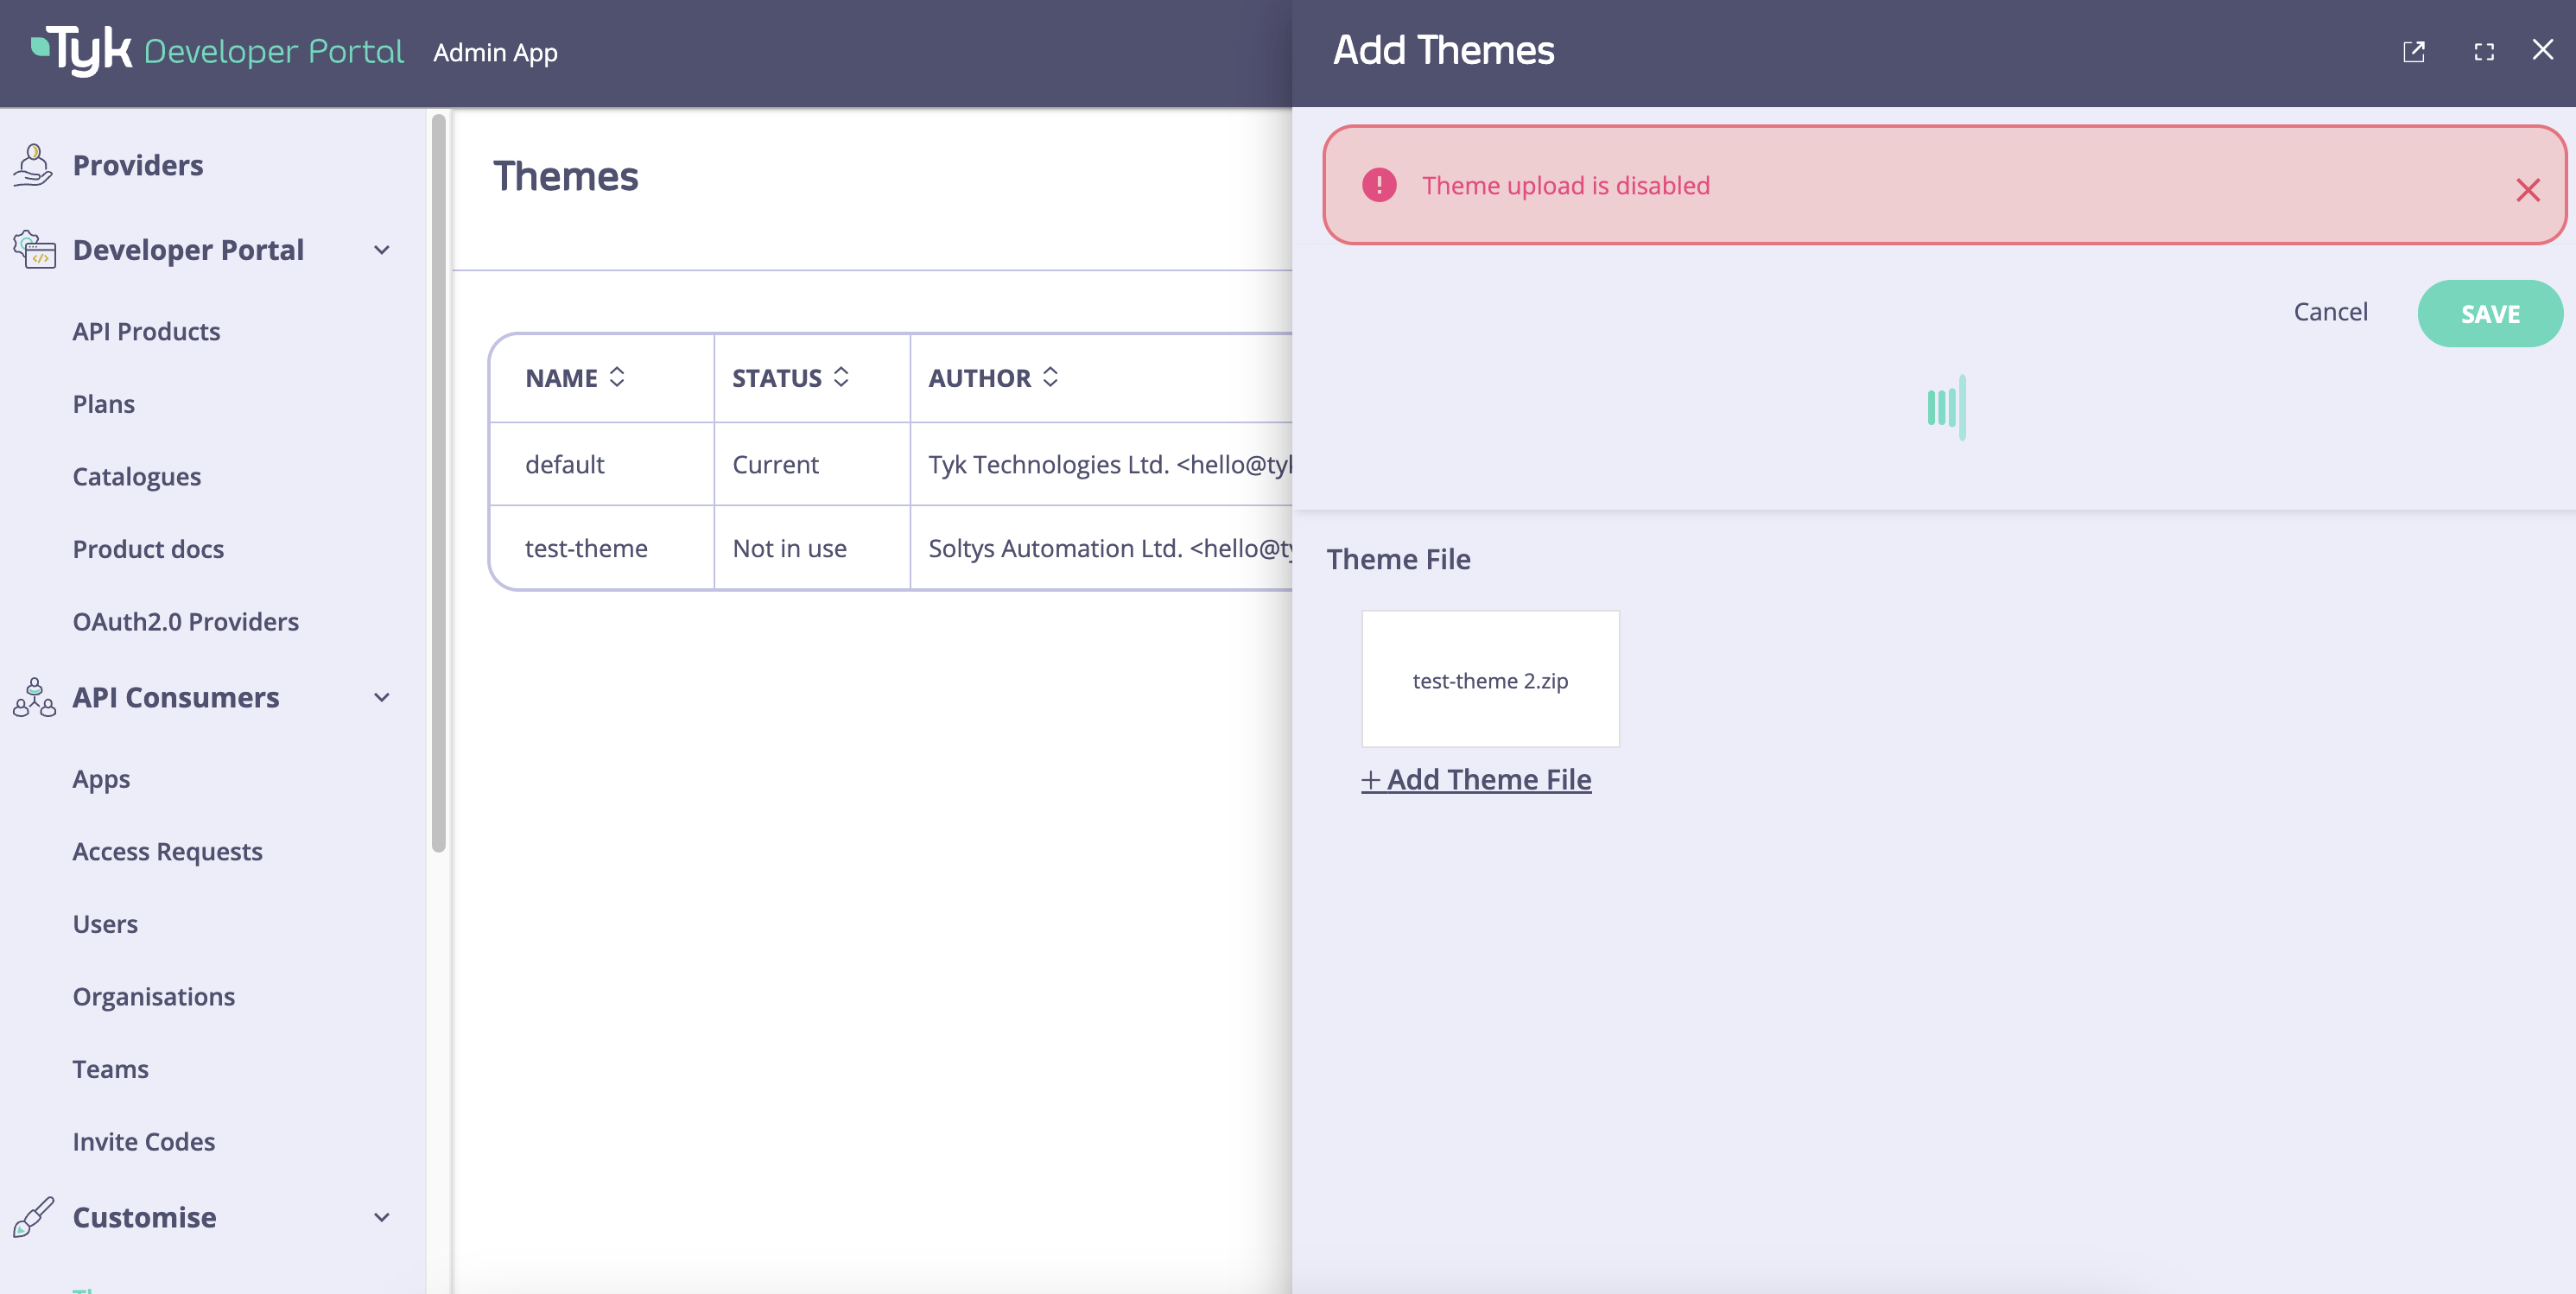 Tyk Developer Portal Admin App
Add Themes
Providers
Developer Portal
API Products
Plans
Catalogues
Product docs
OAuth2.0 Providers
API Consumers
Apps
Access Requests
Users
Organisations
Teams
Invite Codes
Customise
Themes
NAME STATUS AUTHOR
default Current Tyk Technologies Ltd. <hello@tyk
test-theme Not in use Soltys Automation Ltd. <hello@ty
Theme upload is disabled
Cancel SAVE
Theme File
test-theme 2.zip
+ Add Theme File